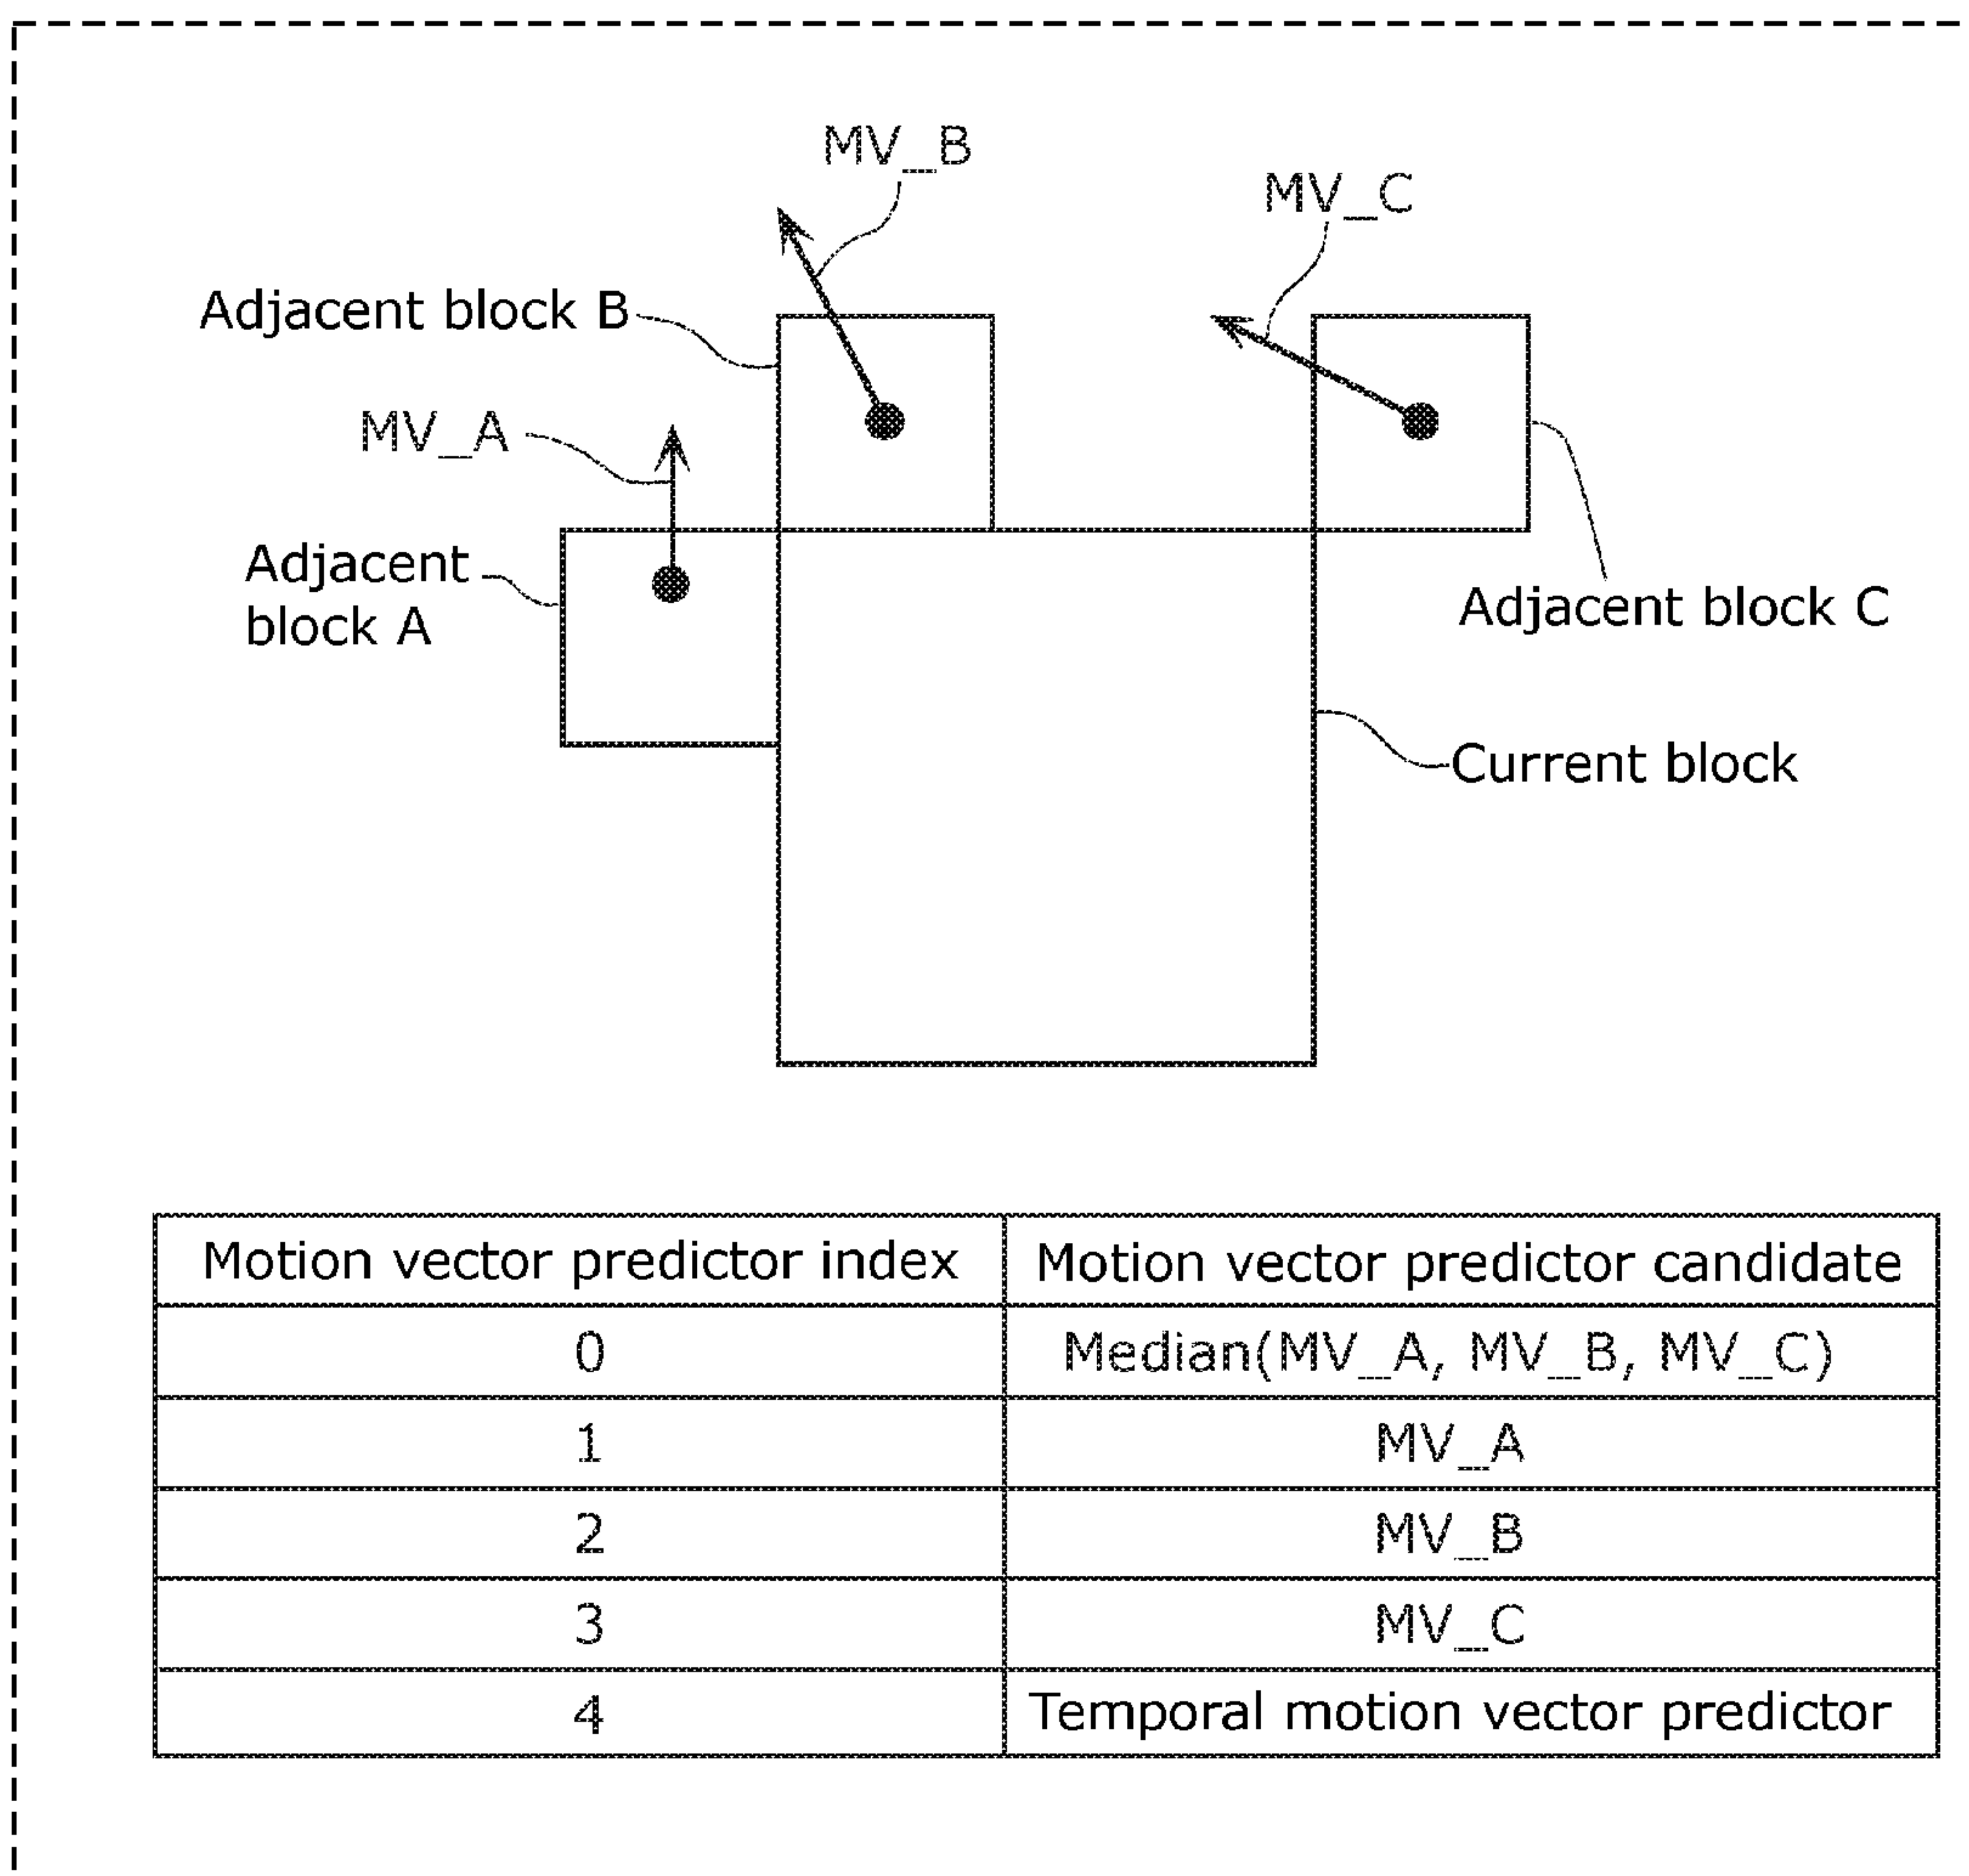 MV_B
MV_C
Adjacent block B
MV_A
Adjacent
block A
Adjacent block C
Current block
Motion vector predictor index Motion vector predictor candidate
0 Median(MV_A, MV_B, MV_C)
1 MV_A
2 MV_B
3 MV_C
4 Temporal motion vector predictor